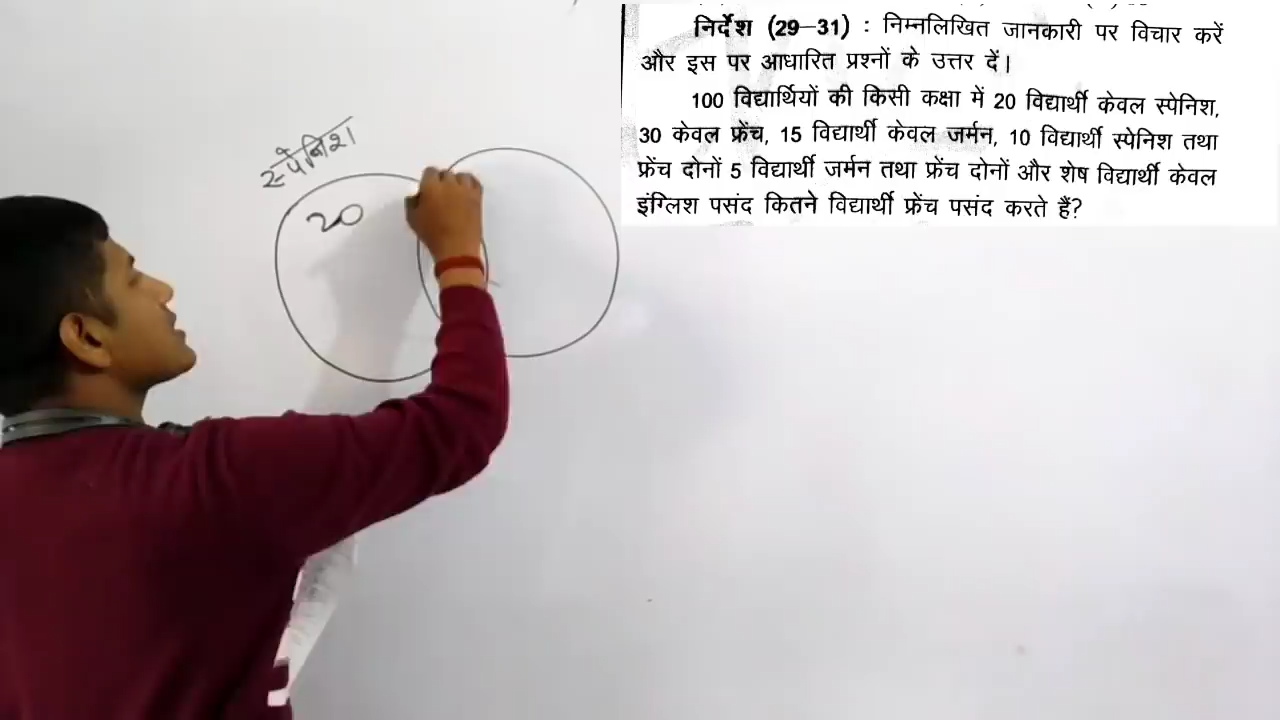 निर्देश (29–31) : निम्नलिखित जानकारी पर विचार करें
और इस पर आधारित प्रश्नों के उत्तर दें।
100 विद्यार्थियों की किसी कक्षा में 20 विद्यार्थी केवल स्पेनिश,
30 केवल फ्रेंच, 15 विद्यार्थी केवल जर्मन, 10 विद्यार्थी स्पेनिश तथा
फ्रेंच दोनों 5 विद्यार्थी जर्मन तथा फ्रेंच दोनों और शेष विद्यार्थी केवल
इंग्लिश पसंद कितने विद्यार्थी फ्रेंच पसंद करते हैं?
स्पेनिश
20